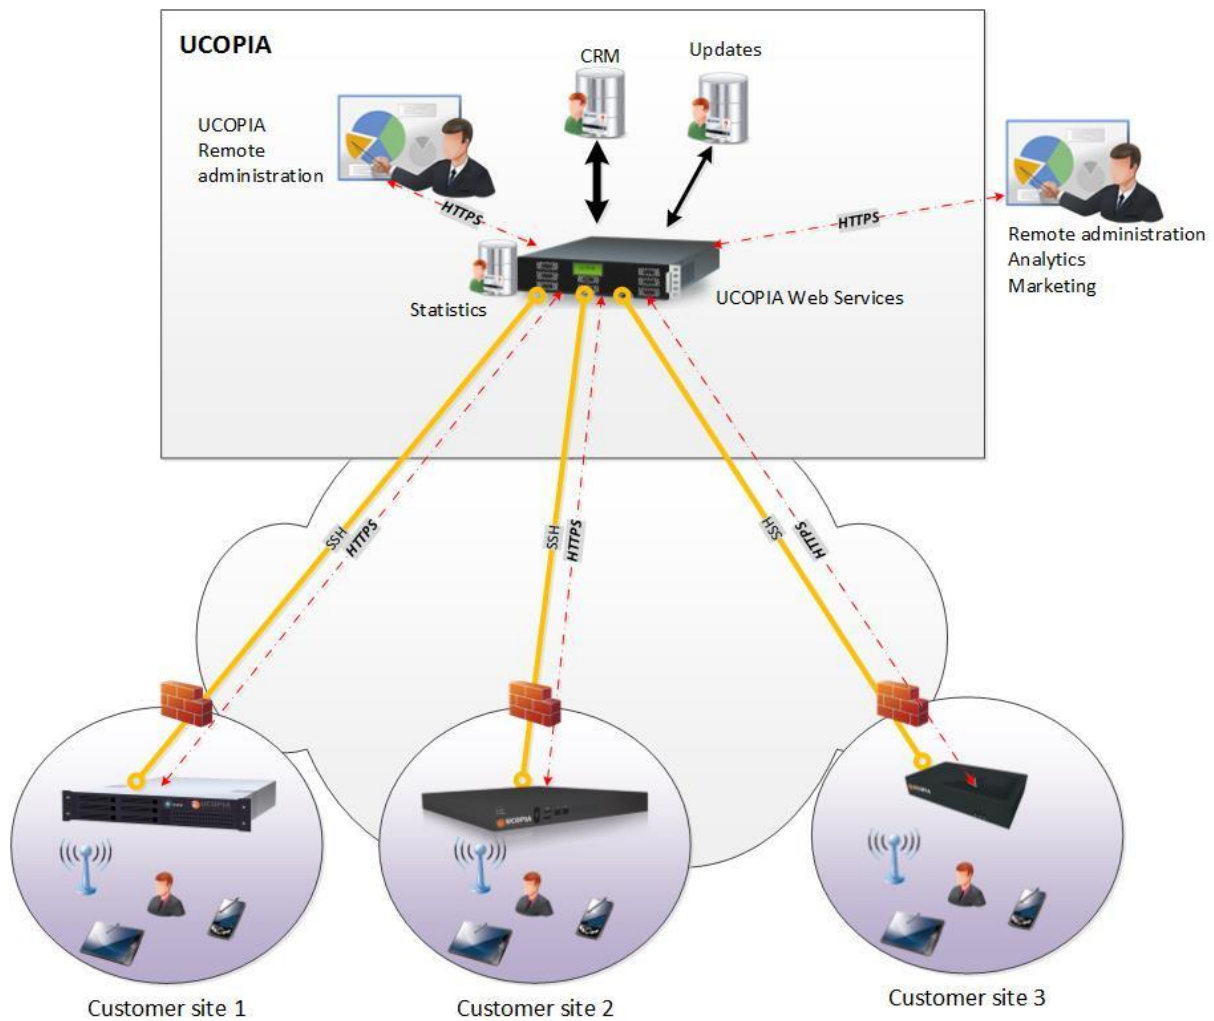 UCOPIA
CRM
Updates
UCOPIA
Remote
administration
HTTPS
HTTPS
Remote administration
Analytics
Marketing
Statistics
UCOPIA Web Services
SSH
HTTPS
SSH
HTTPS
SSH
HTTPS
UCOPIA
UCOPIA
UCOPIA
Customer site 1
Customer site 2
Customer site 3